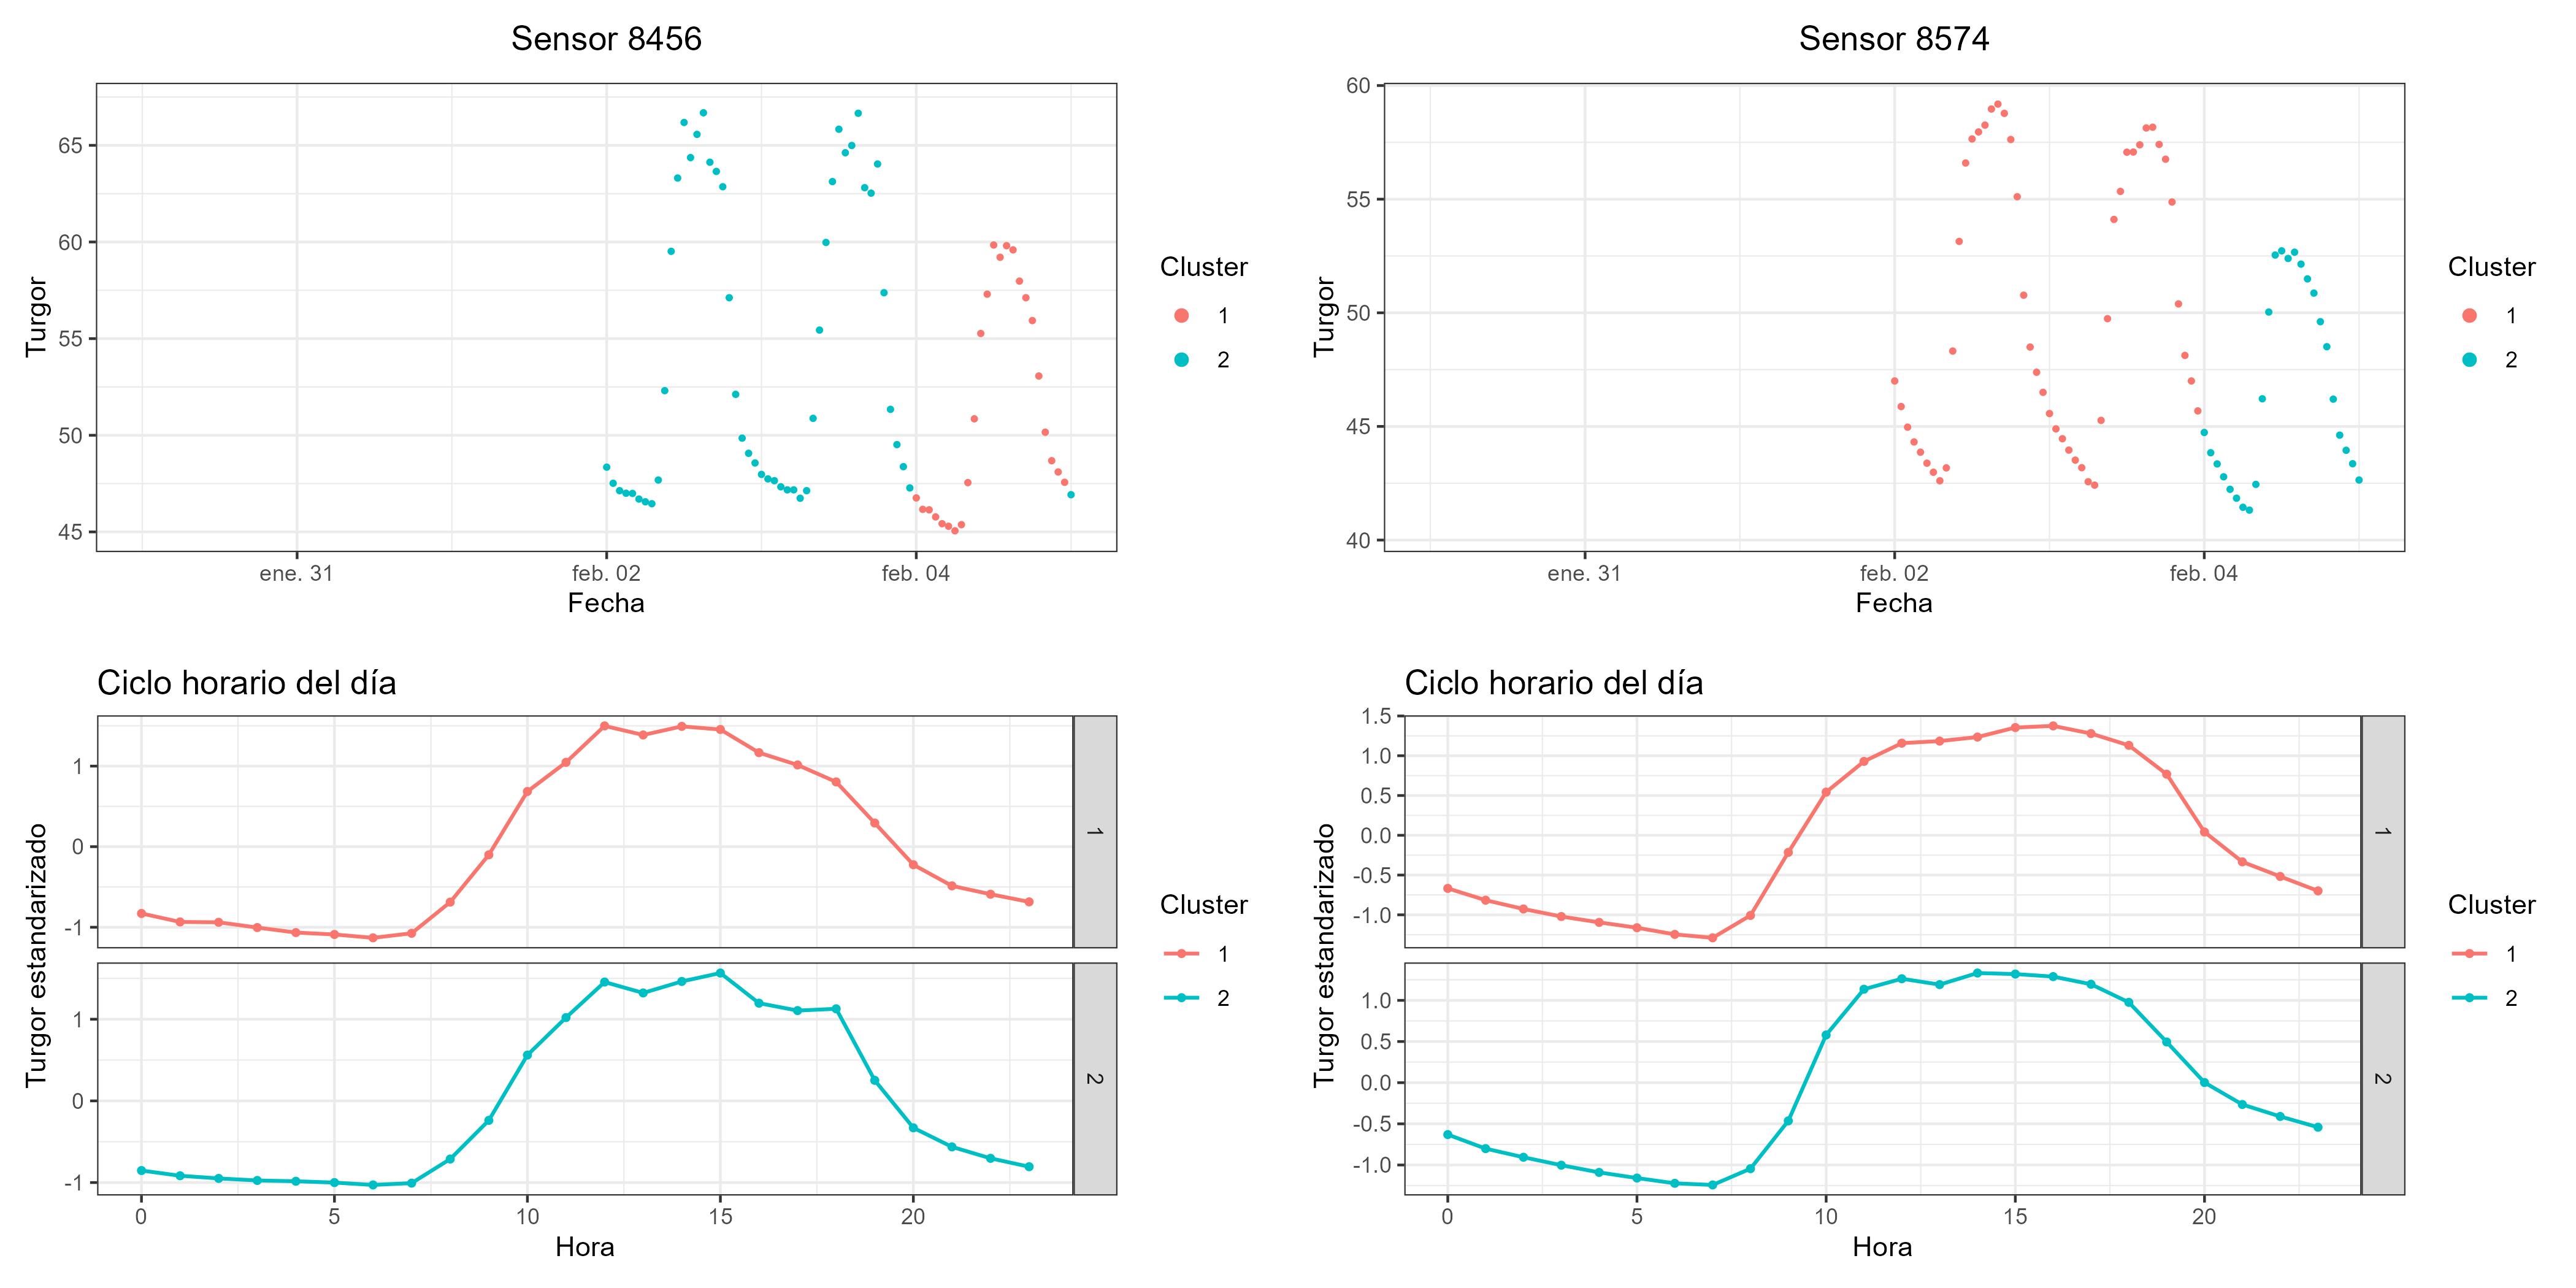 Sensor 8456
65
60
55
50
45
Turgor
ene. 31
feb. 02
feb. 04
Fecha
Cluster
1
2
Sensor 8574
60
55
50
45
40
Turgor
ene. 31
feb. 02
feb. 04
Fecha
Cluster
1
2
Ciclo horario del día
1
0
-1
1
1
0
-1
2
Turgor estandarizado
0
5
10
15
20
Hora
Cluster
1
2
Ciclo horario del día
1.5
1.0
0.5
0.0
-0.5
-1.0
1
1.0
0.5
0.0
-0.5
-1.0
2
Turgor estandarizado
0
5
10
15
20
Hora
Cluster
1
2